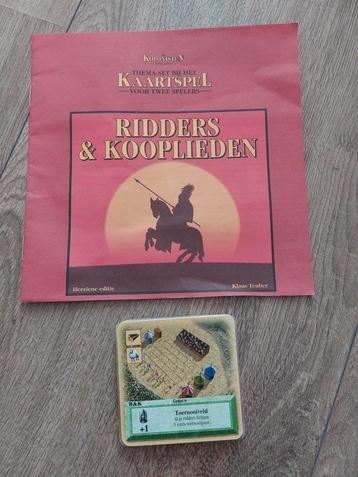 KOLONISTEN
THEMA-SET BIJ HET
KAARTSPEL
VOOR TWEE SPELERS
RIDDERS
& KOOPLIEDEN
Herziene editie
Klaus Teuber
R&K
Toernooiveld
+1